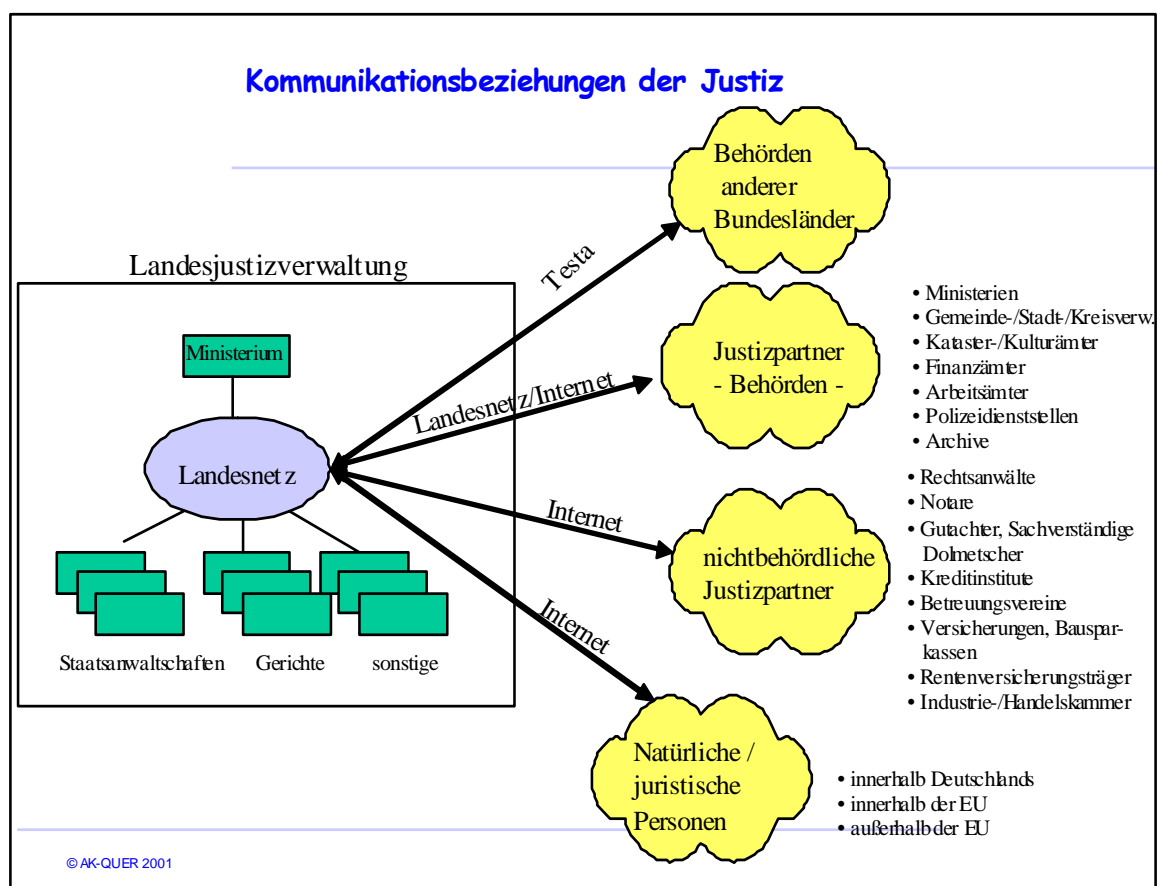 Kommunikationsbeziehungen der Justiz
Landesjustizverwaltung
Ministerium
Landesnetz
Staatsanwaltschaften
Gerichte
sonstige
Testa
Landesnetz/Internet
Internet
Internet
Behörden
anderer
Bundesländer
Justizpartner
- Behörden -
• Ministerien
• Gemeinde-/Stadt-/Kreisverw.
• Kataster-/Kulturämter
• Finanzämter
• Arbeitsämter
• Polizeidienststellen
• Archive
nichtbehördliche
Justizpartner
• Rechtsanwälte
• Notare
• Gutachter, Sachverständige
Dolmetscher
• Kreditinstitute
• Betreuungsvereine
• Versicherungen, Bauspar-
kassen
• Rentenversicherungsträger
• Industrie-/Handelskammer
Natürliche /
juristische
Personen
• innerhalb Deutschlands
• innerhalb der EU
• außerhalb der EU
© AK-QUER 2001